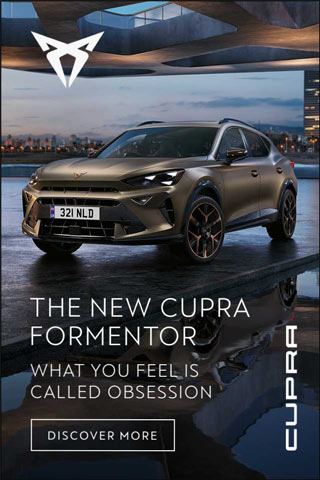 321 NLD
THE NEW CUPRA
FORMENTOR
WHAT YOU FEEL IS
CALLED OBSESSION
CUPRA
DISCOVER MORE